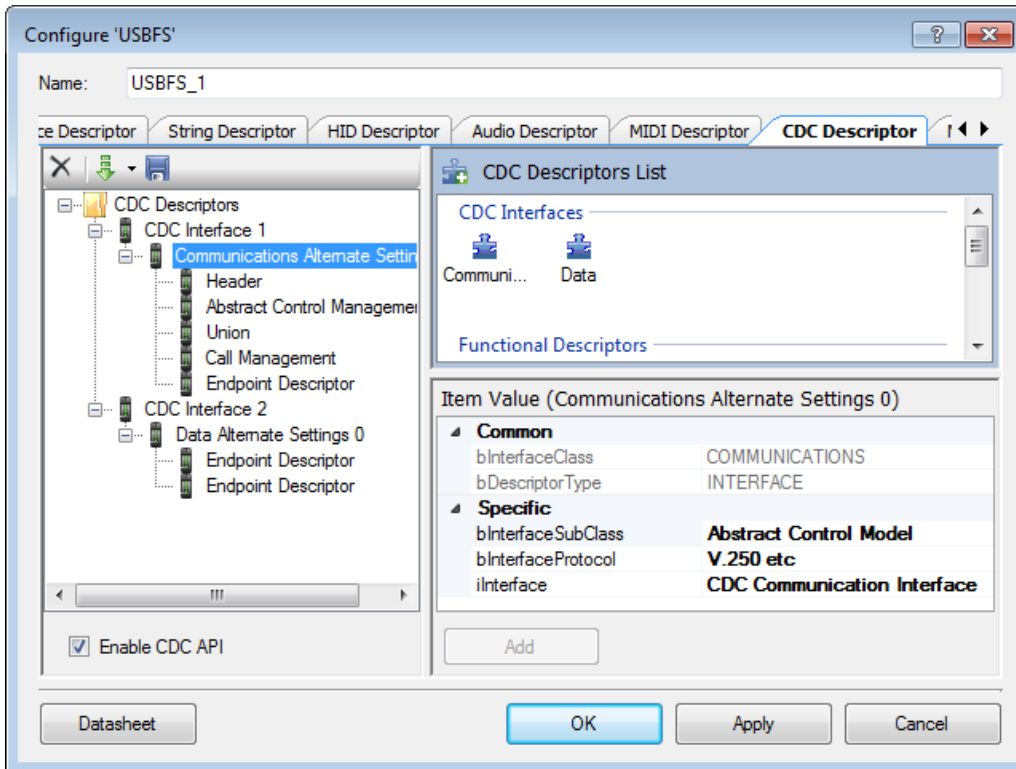 Configure 'USBFS'
Name: USBFS_1
ce Descriptor String Descriptor HID Descriptor Audio Descriptor MIDI Descriptor CDC Descriptor
CDC Descriptors
CDC Interface 1
Communications Alternate Settin
Header
Abstract Control Managemer
Union
Call Management
Endpoint Descriptor
CDC Interface 2
Data Alternate Settings 0
Endpoint Descriptor
Endpoint Descriptor
Enable CDC API
CDC Descriptors List
CDC Interfaces
Communi... Data
Functional Descriptors
Item Value (Communications Alternate Settings 0)
Common
bInterfaceClass COMMUNICATIONS
bDescriptorType INTERFACE
Specific
bInterfaceSubClass Abstract Control Model
bInterfaceProtocol V.250 etc
iInterface CDC Communication Interface
Add
Datasheet OK Apply Cancel